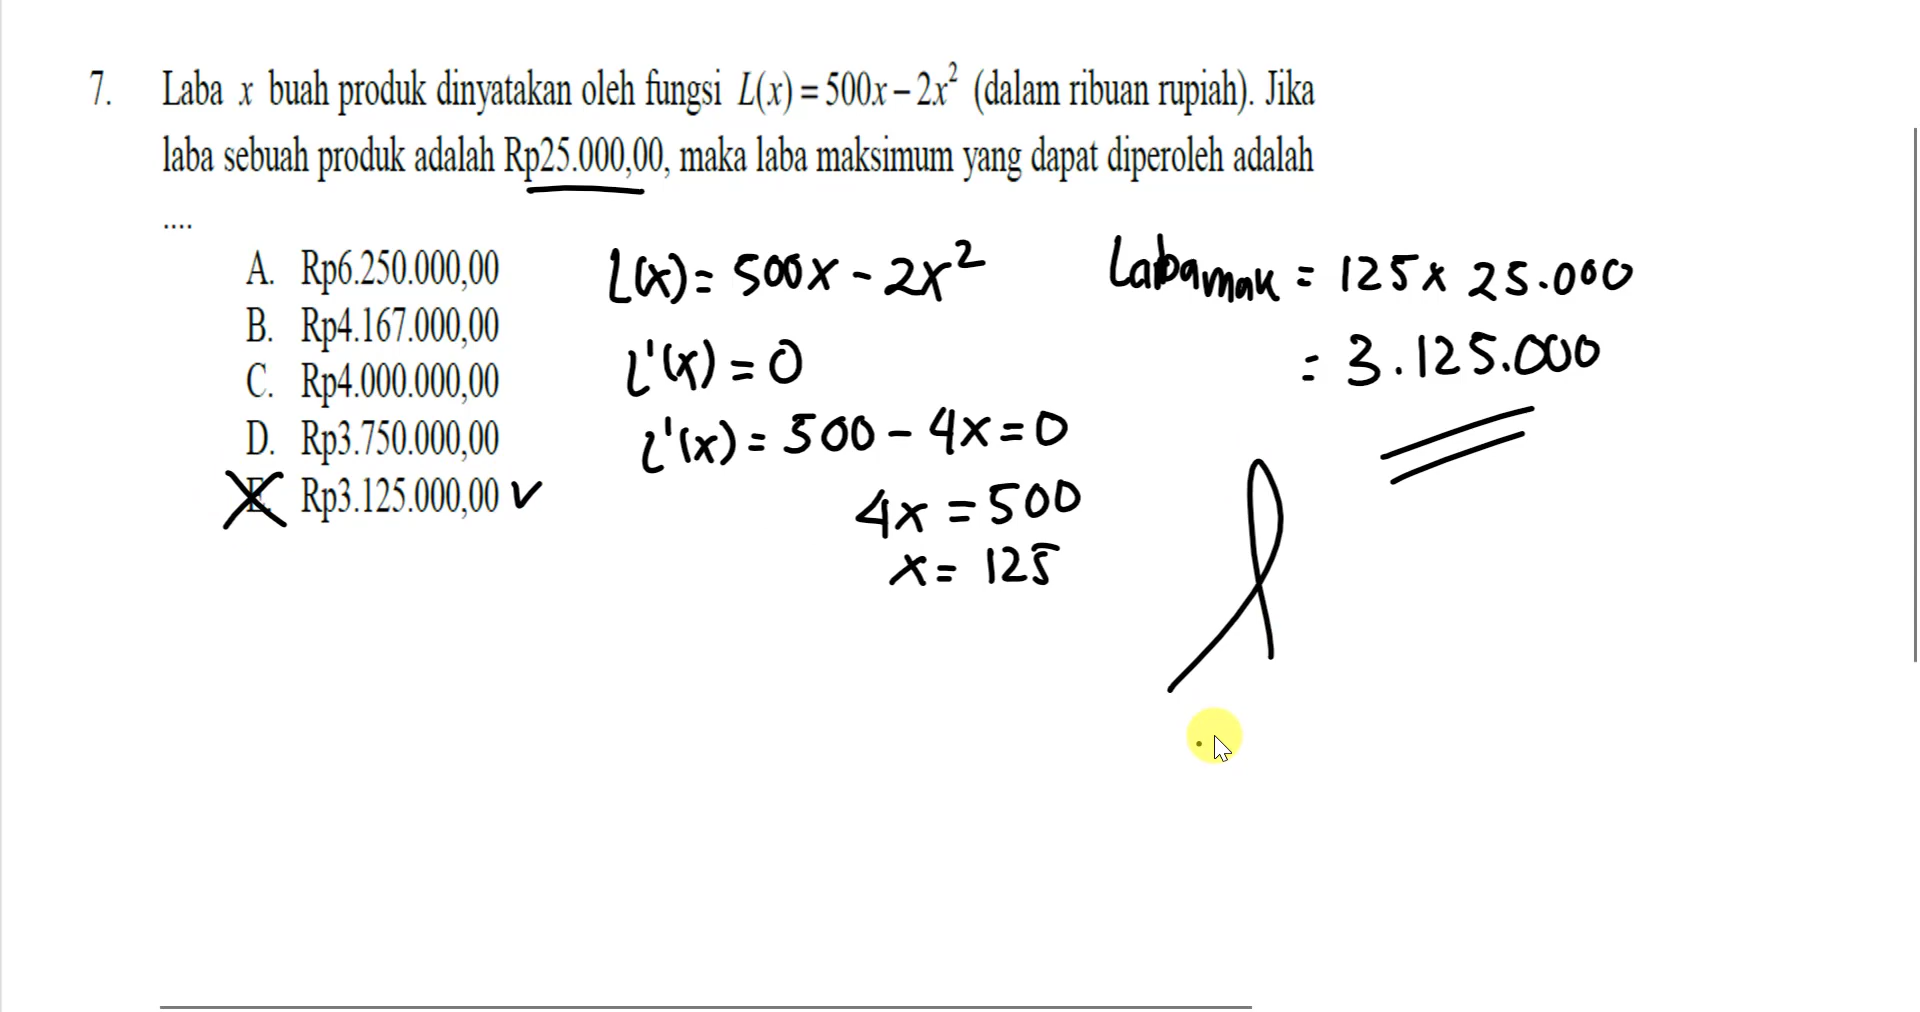 7. Laba x buah produk dinyatakan oleh fungsi L(x) = 500x – 2x² (dalam ribuan rupiah). Jika
laba sebuah produk adalah Rp25.000,00, maka laba maksimum yang dapat diperoleh adalah
....
A. Rp6.250.000,00
B. Rp4.167.000,00
C. Rp4.000.000,00
D. Rp3.750.000,00
E. Rp3.125.000,00 ✓
L(x) = 500x - 2x²
L'(x) = 0
L'(x) = 500 - 4x = 0
4x = 500
x = 125
Laba mak = 125 x 25.000
= 3.125.000